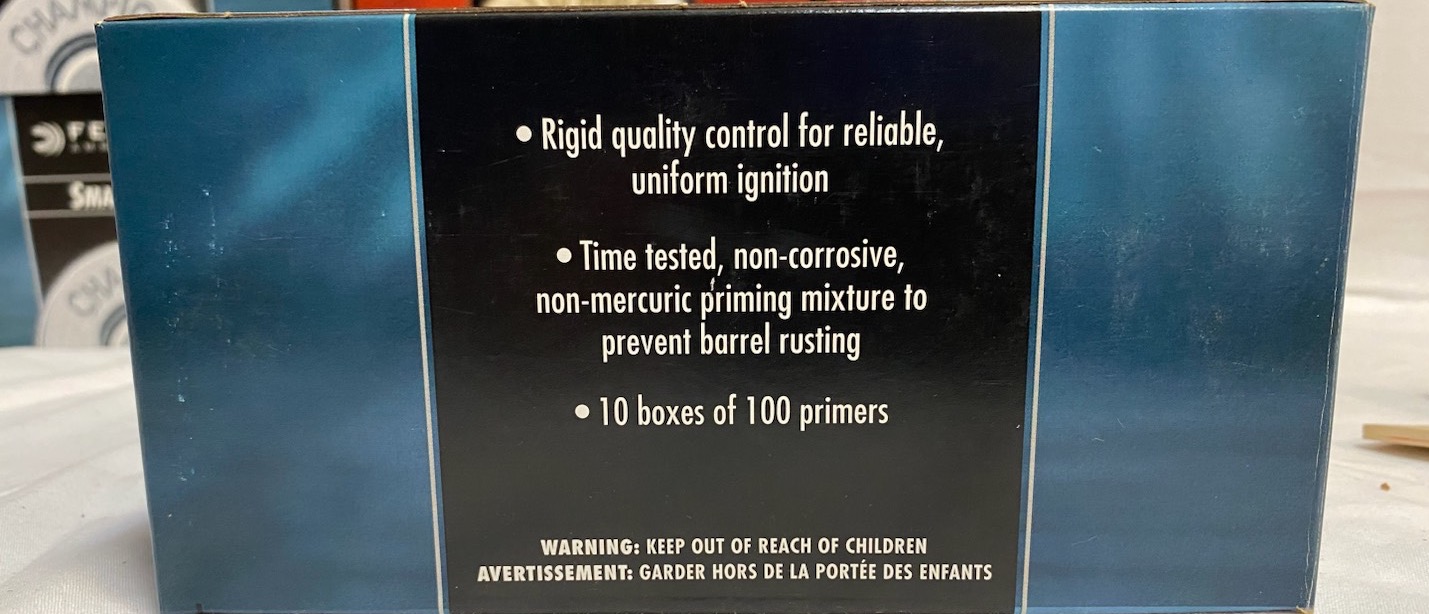 • Rigid quality control for reliable,
uniform ignition
• Time tested, non-corrosive,
non-mercuric priming mixture to
prevent barrel rusting
• 10 boxes of 100 primers
WARNING: KEEP OUT OF REACH OF CHILDREN
AVERTISSEMENT: GARDER HORS DE LA PORTÉE DES ENFANTS